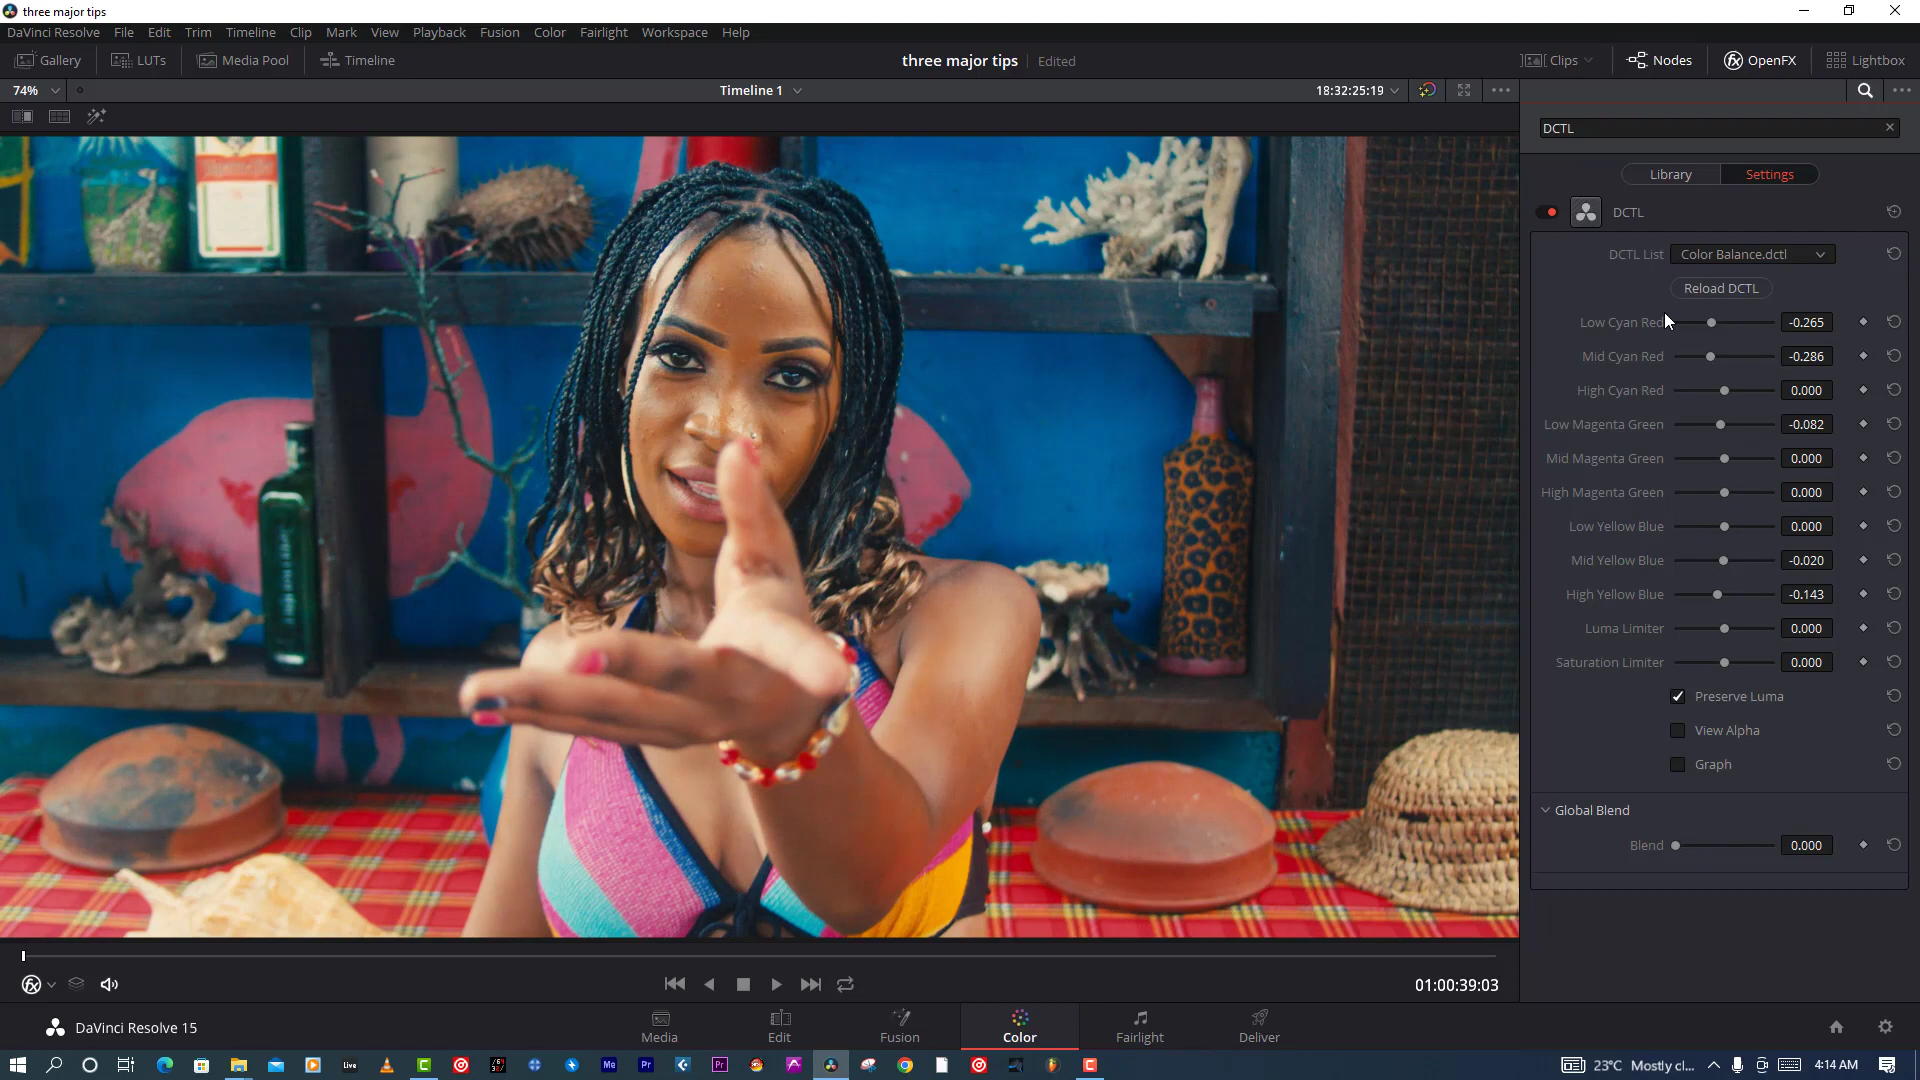 three major tips
DaVinci Resolve File Edit Trim Timeline Clip Mark View Playback Fusion Color Fairlight Workspace Help
Gallery LUTs Media Pool Timeline three major tips Edited Clips Nodes OpenFX Lightbox
74% Timeline 1 18:32:25:19
DCTL
Library Settings
DCTL
DCTL List Color Balance.dctl
Reload DCTL
Low Cyan Red -0.265
Mid Cyan Red -0.286
High Cyan Red 0.000
Low Magenta Green -0.082
Mid Magenta Green 0.000
High Magenta Green 0.000
Low Yellow Blue 0.000
Mid Yellow Blue -0.020
High Yellow Blue -0.143
Luma Limiter 0.000
Saturation Limiter 0.000
Preserve Luma
View Alpha
Graph
Global Blend
Blend 0.000
01:00:39:03
DaVinci Resolve 15 Media Edit Fusion Color Fairlight Deliver
Live Me Pr Pr 23°C Mostly cl... 4:14 AM